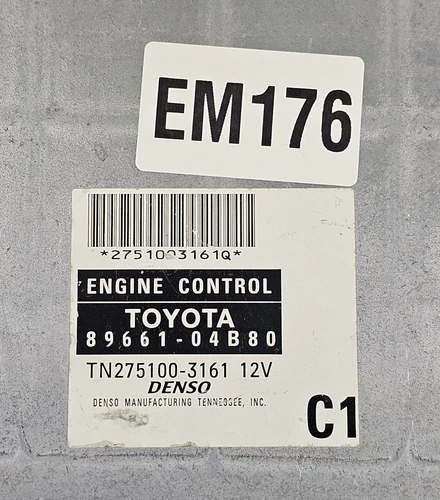 EM176
*2751003161Q*
ENGINE CONTROL
TOYOTA
89661-04B80
TN275100-3161 12V
DENSO
DENSO MANUFACTURING TENNESSEE, INC.
C1